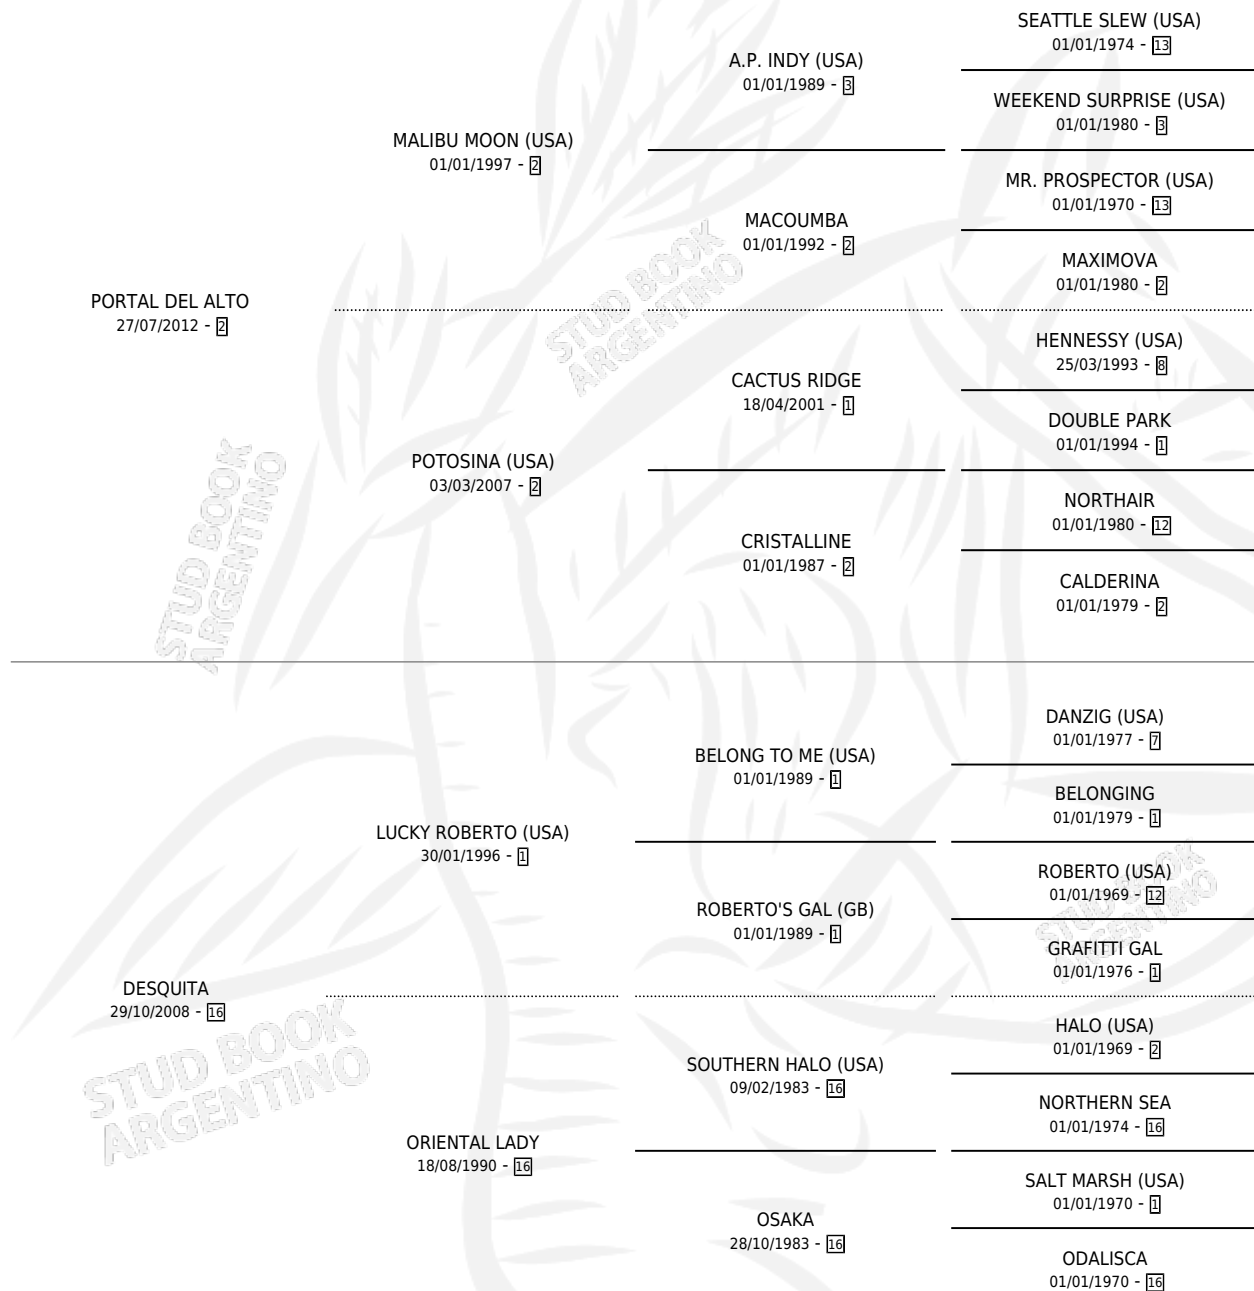 SEATTLE SLEW (USA)
01/01/1974 - 13
A.P. INDY (USA)
01/01/1989 - 3
WEEKEND SURPRISE (USA)
01/01/1980 - 3
MALIBU MOON (USA)
01/01/1997 - 2
MR. PROSPECTOR (USA)
01/01/1970 - 13
MACOUMBA
01/01/1992 - 2
MAXIMOVA
01/01/1980 - 2
PORTAL DEL ALTO
27/07/2012 - 2
HENNESSY (USA)
25/03/1993 - 8
CACTUS RIDGE
18/04/2001 - 1
DOUBLE PARK
01/01/1994 - 1
POTOSINA (USA)
03/03/2007 - 2
NORTHAIR
01/01/1980 - 12
CRISTALLINE
01/01/1987 - 2
CALDERINA
01/01/1979 - 2
DANZIG (USA)
01/01/1977 - 7
BELONG TO ME (USA)
01/01/1989 - 1
BELONGING
01/01/1979 - 1
LUCKY ROBERTO (USA)
30/01/1996 - 1
ROBERTO (USA)
01/01/1969 - 12
ROBERTO'S GAL (GB)
01/01/1989 - 1
GRAFITTI GAL
01/01/1976 - 1
DESQUITA
29/10/2008 - 16
HALO (USA)
01/01/1969 - 2
SOUTHERN HALO (USA)
09/02/1983 - 16
NORTHERN SEA
01/01/1974 - 16
ORIENTAL LADY
18/08/1990 - 16
SALT MARSH (USA)
01/01/1970 - 1
OSAKA
28/10/1983 - 16
ODALISCA
01/01/1970 - 16
STUD BOOK
ARGENTINO
STUD BOOK
ARGENTINO
STUD BOOK
ARGENTINO
STUD BOOK
ARGENTINO